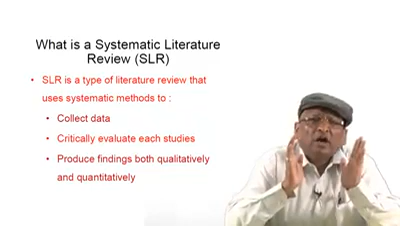 What is a Systematic Literature
Review (SLR)
• SLR is a type of literature review that
uses systematic methods to :
• Collect data
• Critically evaluate each studies
• Produce findings both qualitatively
and quantitatively